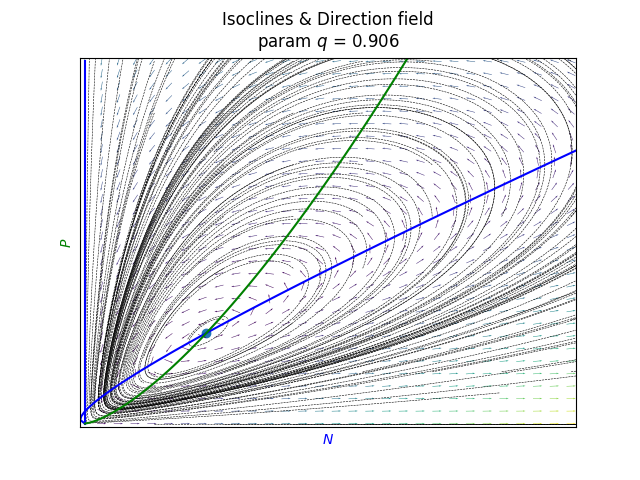 Isoclines & Direction field
param q = 0.906
P
N